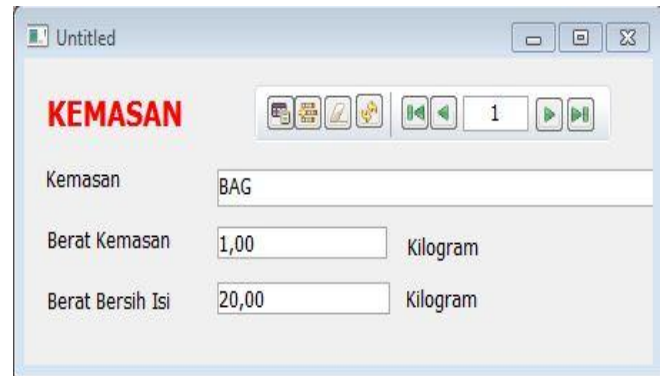 Untitled
KEMASAN 1
Kemasan BAG
Berat Kemasan 1,00 Kilogram
Berat Bersih Isi 20,00 Kilogram